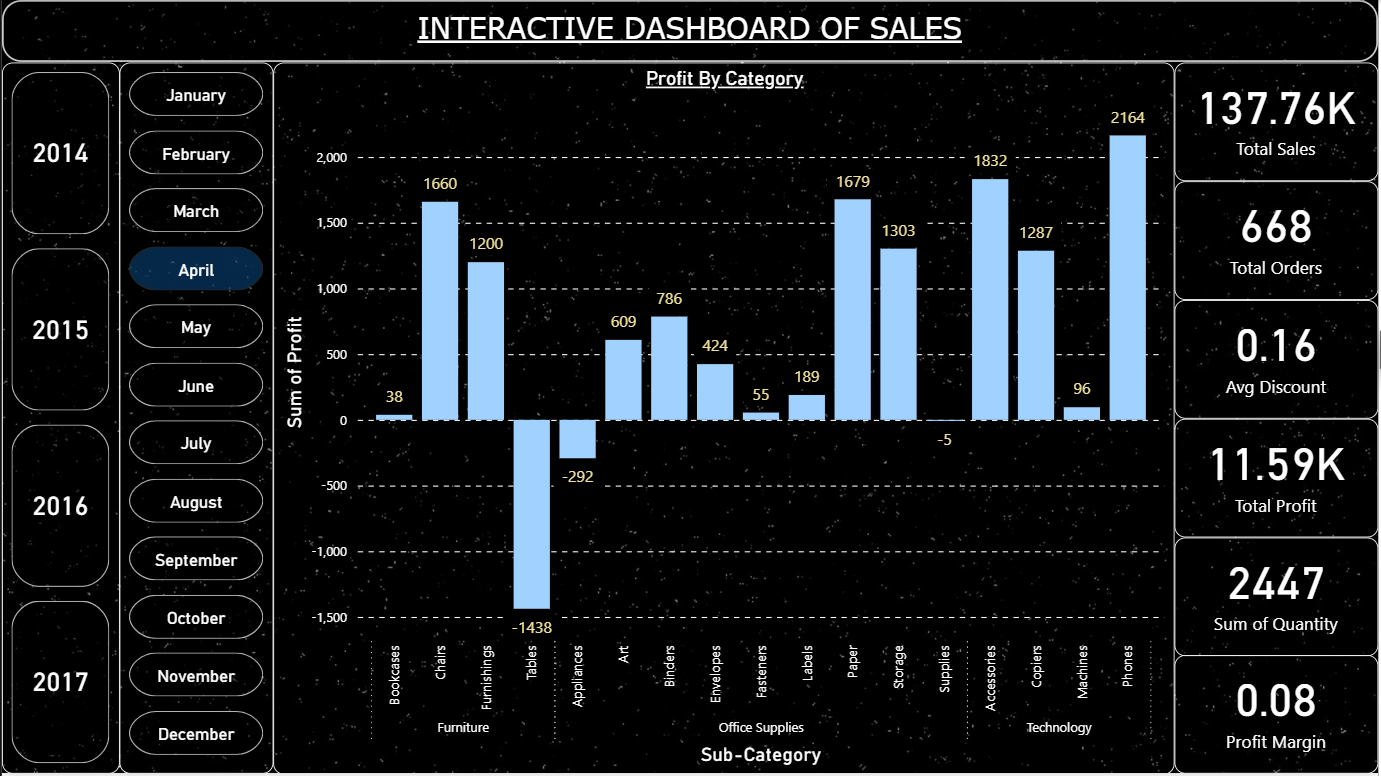 INTERACTIVE DASHBOARD OF SALES
2014
2015
2016
2017
January
February
March
April
May
June
July
August
September
October
November
December
Profit By Category
Sum of Profit
2,000
1,500
1,000
500
0
-500
-1,000
-1,500
38
1660
1200
-1438
-292
609
786
424
55
189
1679
1303
-5
1832
1287
96
2164
Bookcases
Chairs
Furnishings
Tables
Appliances
Art
Binders
Envelopes
Fasteners
Labels
Paper
Storage
Supplies
Accessories
Copiers
Machines
Phones
Furniture
Office Supplies
Technology
Sub-Category
137.76K
Total Sales
668
Total Orders
0.16
Avg Discount
11.59K
Total Profit
2447
Sum of Quantity
0.08
Profit Margin